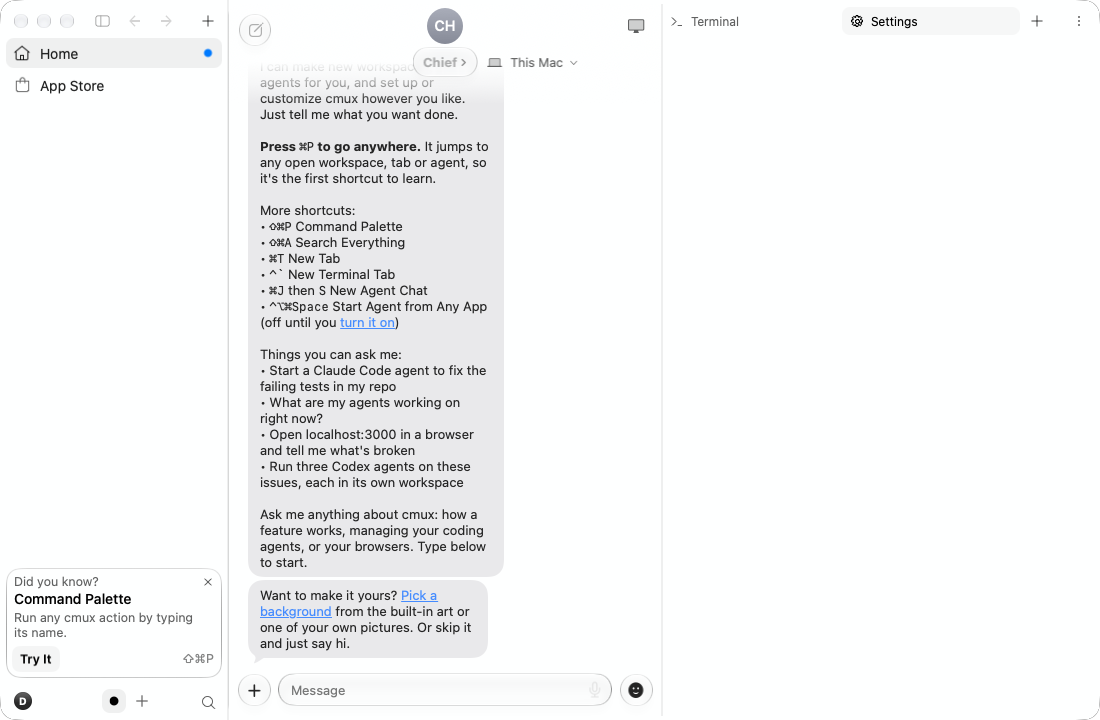 Home
App Store
Did you know?
Command Palette
Run any cmux action by typing
its name.
Try It
⇧⌘P
D
CH
Chief ›
This Mac
I can make new workspac
agents for you, and set up or
customize cmux however you like.
Just tell me what you want done.
Press ⌘P to go anywhere. It jumps to
any open workspace, tab or agent, so
it's the first shortcut to learn.
More shortcuts:
• ⇧⌘P Command Palette
• ⇧⌘A Search Everything
• ⌘T New Tab
• ^` New Terminal Tab
• ⌘J then S New Agent Chat
• ^⌥⌘Space Start Agent from Any App
(off until you turn it on)
Things you can ask me:
• Start a Claude Code agent to fix the
failing tests in my repo
• What are my agents working on
right now?
• Open localhost:3000 in a browser
and tell me what's broken
• Run three Codex agents on these
issues, each in its own workspace
Ask me anything about cmux: how a
feature works, managing your coding
agents, or your browsers. Type below
to start.
Want to make it yours? Pick a
background from the built-in art or
one of your own pictures. Or skip it
and just say hi.
Message
Terminal
Settings